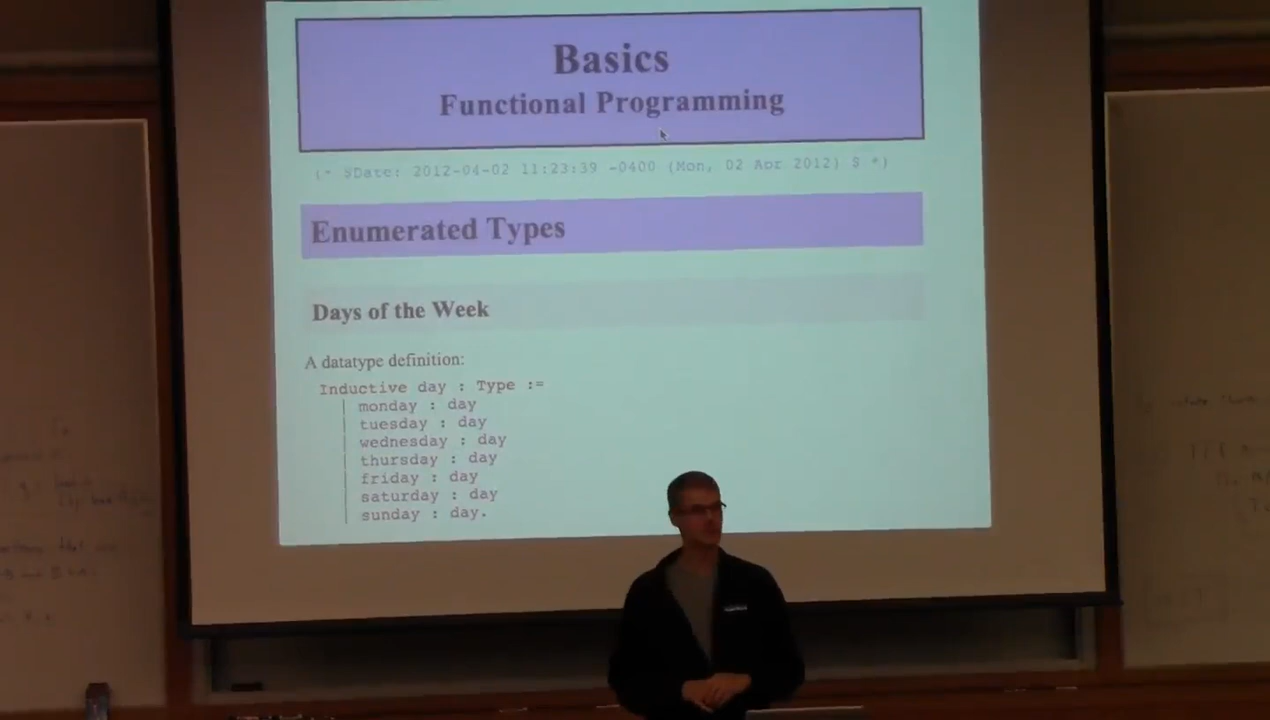 Basics
Functional Programming
(* $Date: 2012-04-02 11:23:39 -0400 (Mon, 02 Apr 2012) $ *)
Enumerated Types
Days of the Week
A datatype definition:
Inductive day : Type :=
| monday : day
| tuesday : day
| wednesday : day
| thursday : day
| friday : day
| saturday : day
| sunday : day.